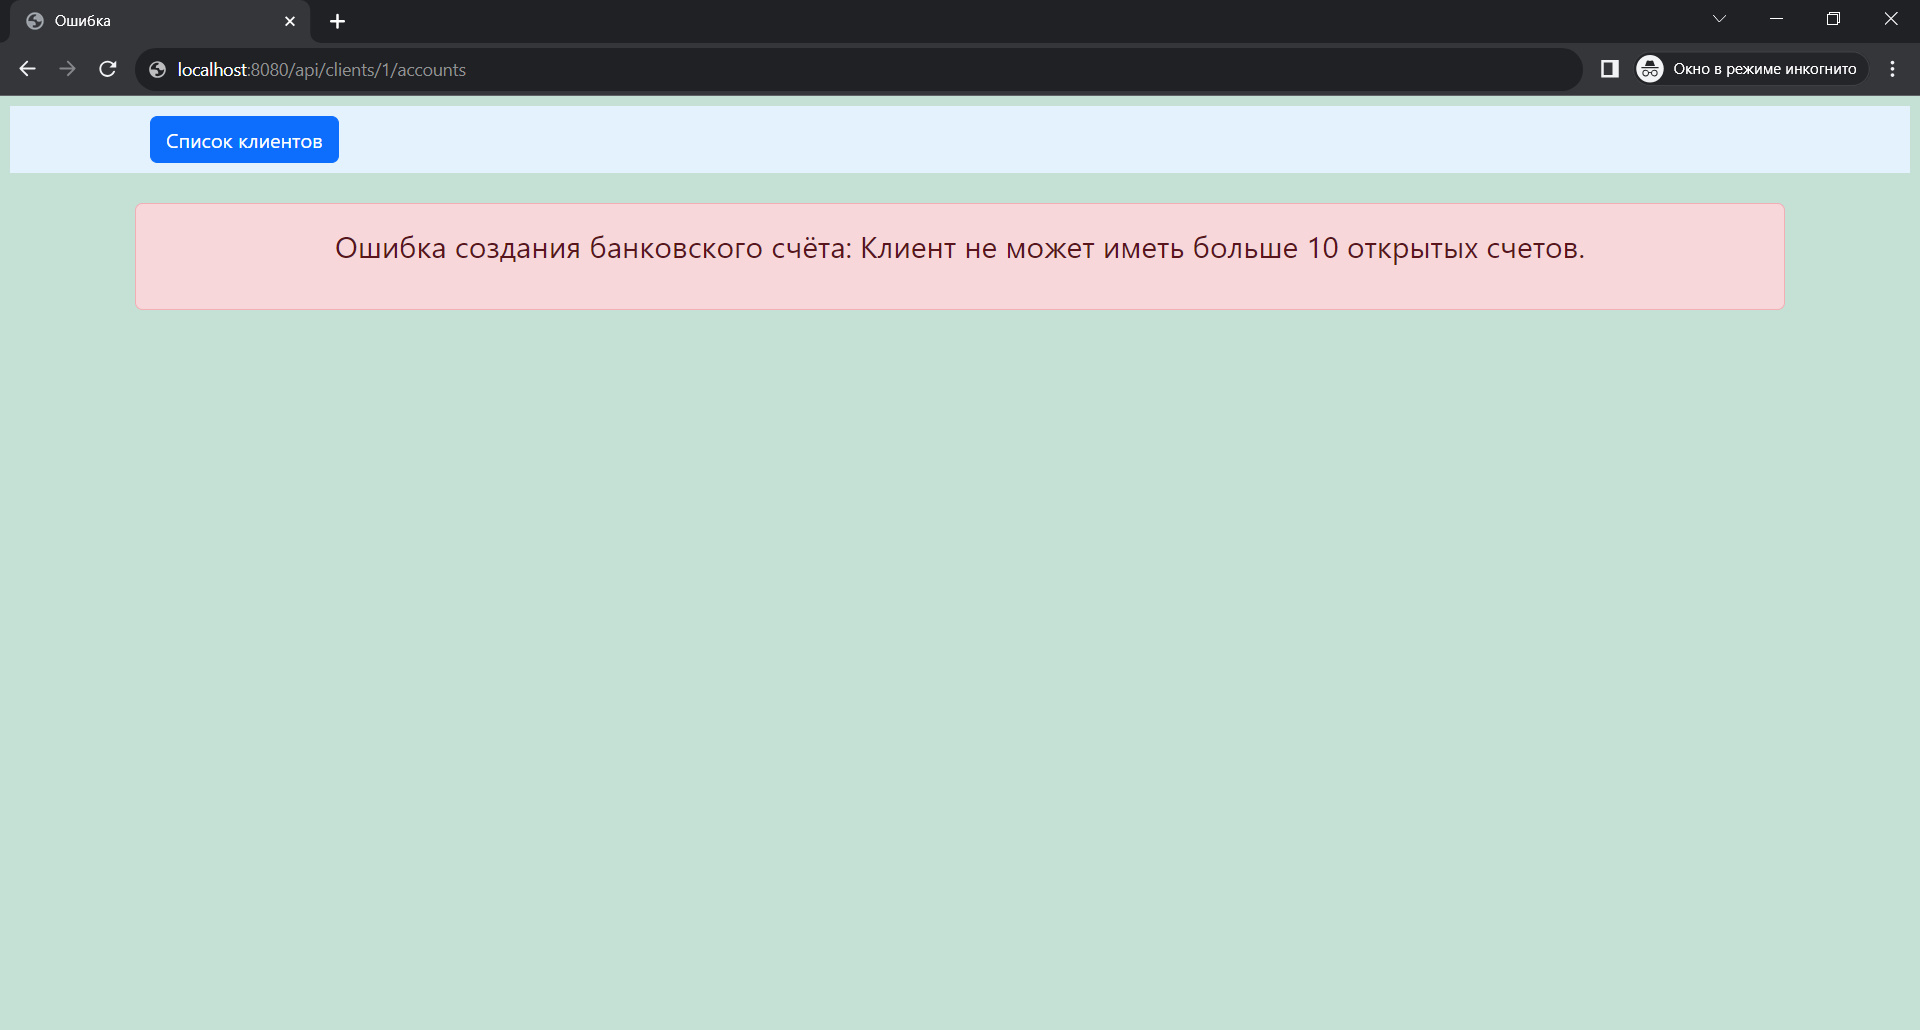 Ошибка
localhost:8080/api/clients/1/accounts
Окно в режиме инкогнито
Список клиентов
Ошибка создания банковского счёта: Клиент не может иметь больше 10 открытых счетов.